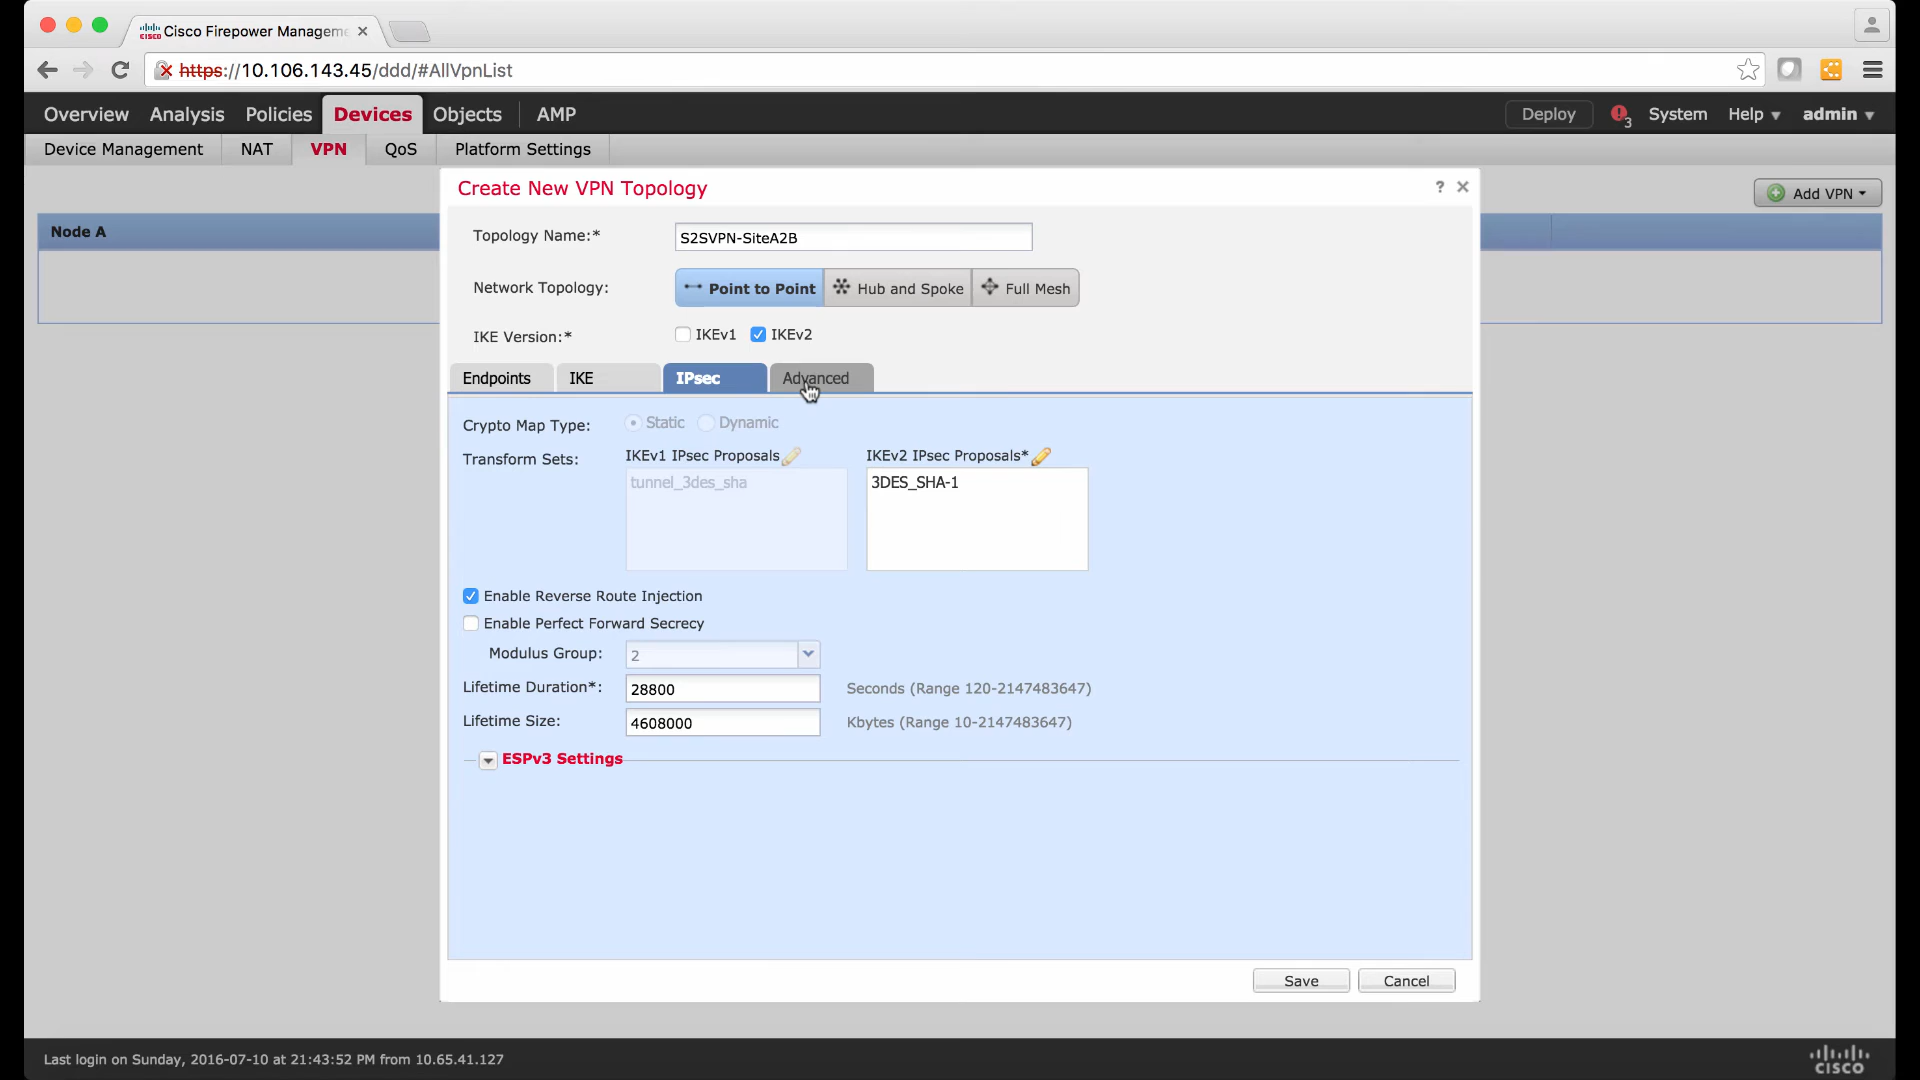 Cisco Firepower Manageme
https://10.106.143.45/ddd/#AllVpnList
Overview Analysis Policies Devices Objects AMP Deploy 3 System Help admin
Device Management NAT VPN QoS Platform Settings
Create New VPN Topology ?
Add VPN
Node A
Topology Name:* S2SVPN-SiteA2B
Network Topology: Point to Point Hub and Spoke Full Mesh
IKE Version:* IKEv1 IKEv2
Endpoints IKE IPsec Advanced
Crypto Map Type: Static Dynamic
Transform Sets: IKEv1 IPsec Proposals IKEv2 IPsec Proposals*
tunnel_3des_sha 3DES_SHA-1
Enable Reverse Route Injection
Enable Perfect Forward Secrecy
Modulus Group: 2
Lifetime Duration*: 28800 Seconds (Range 120-2147483647)
Lifetime Size: 4608000 Kbytes (Range 10-2147483647)
ESPv3 Settings
Save Cancel
Last login on Sunday, 2016-07-10 at 21:43:52 PM from 10.65.41.127
CISCO